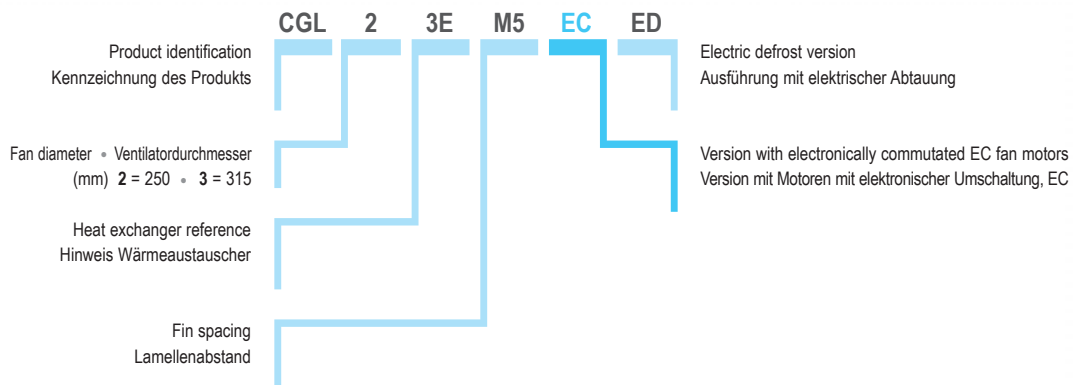 CGL 2 3E M5 EC ED
Product identification
Kennzeichnung des Produkts
Electric defrost version
Ausführung mit elektrischer Abtauung
Fan diameter • Ventilatordurchmesser
(mm) 2 = 250 • 3 = 315
Version with electronically commutated EC fan motors
Version mit Motoren mit elektronischer Umschaltung, EC
Heat exchanger reference
Hinweis Wärmeaustauscher
Fin spacing
Lamellenabstand